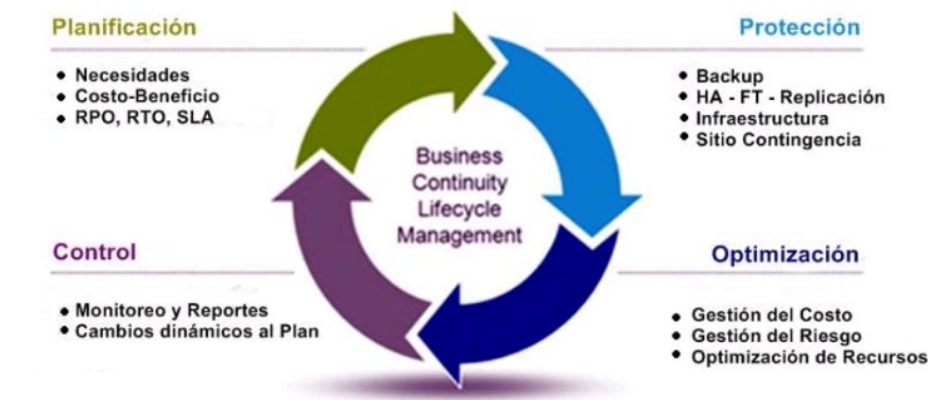 Planificación
• Necesidades
• Costo-Beneficio
• RPO, RTO, SLA
Protección
• Backup
• HA - FT - Replicación
• Infraestructura
• Sitio Contingencia
Business
Continuity
Lifecycle
Management
Control
• Monitoreo y Reportes
• Cambios dinámicos al Plan
Optimización
• Gestión del Costo
• Gestión del Riesgo
• Optimización de Recursos